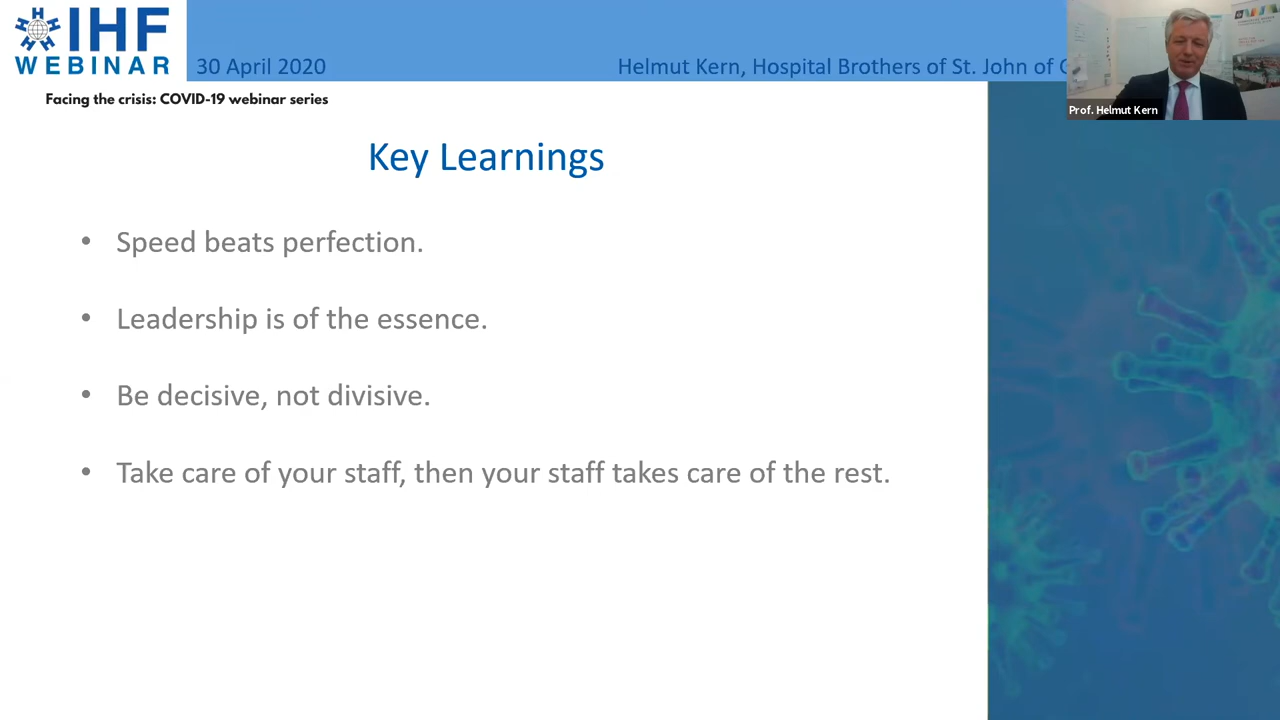 IHF
WEBINAR
30 April 2020
Helmut Kern, Hospital Brothers of St. John of
Prof. Helmut Kern
Facing the crisis: COVID-19 webinar series
Key Learnings
• Speed beats perfection.
• Leadership is of the essence.
• Be decisive, not divisive.
• Take care of your staff, then your staff takes care of the rest.